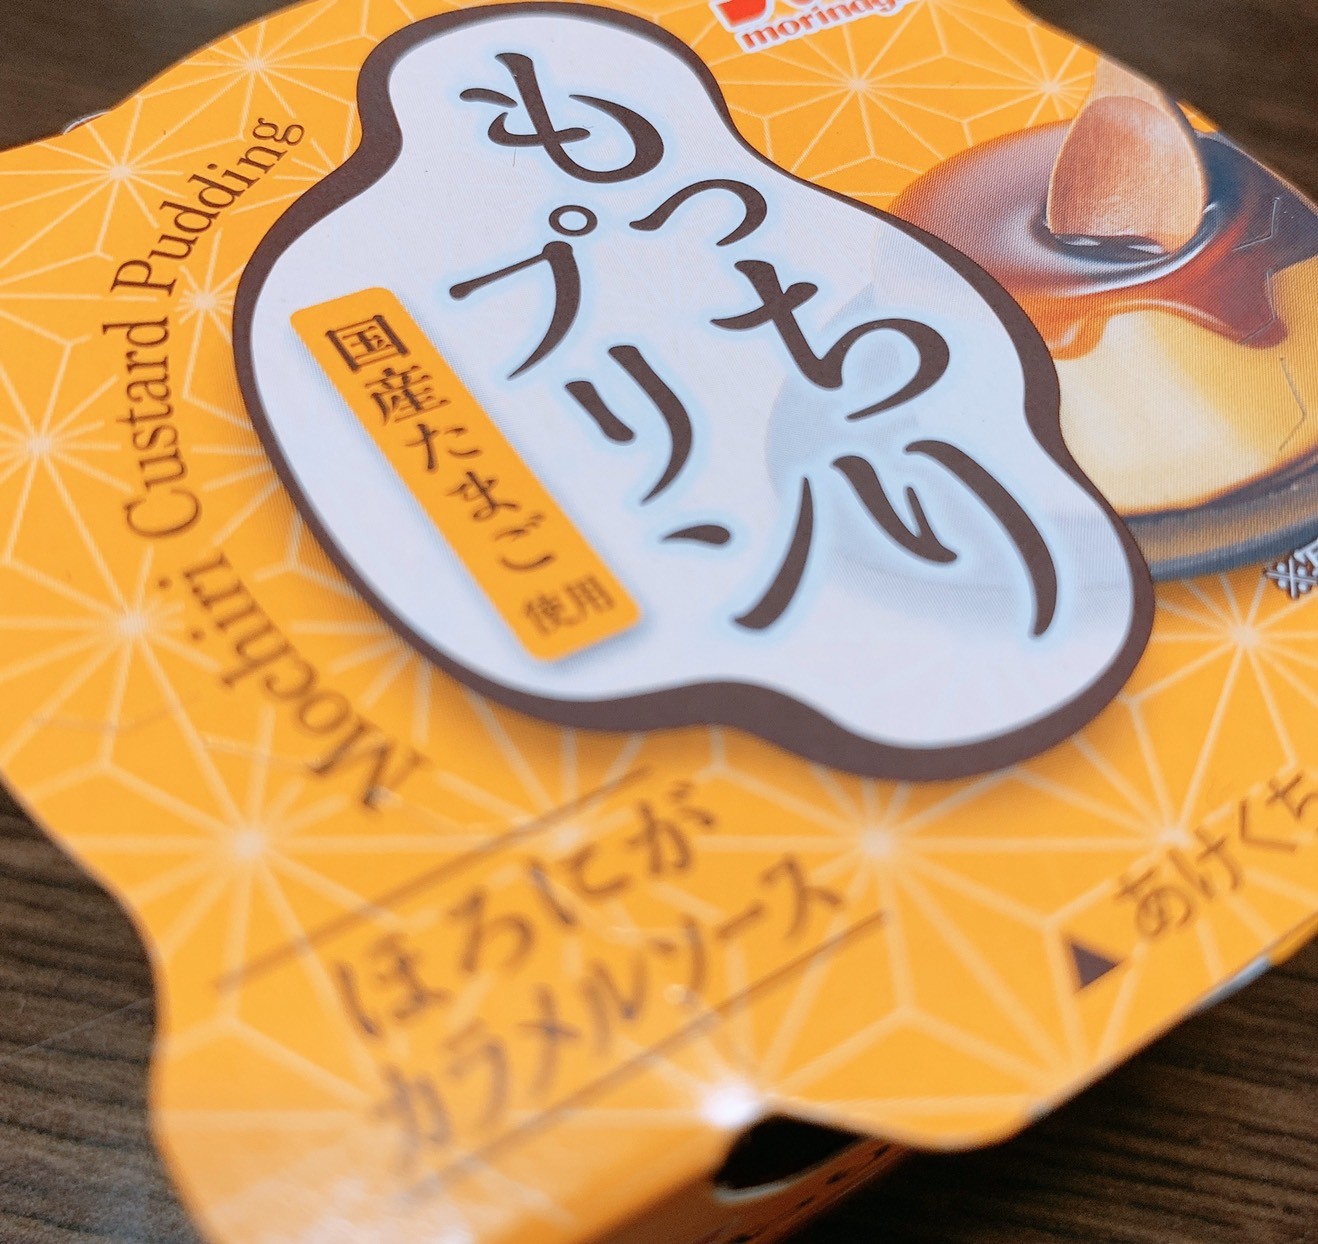 morinaga
もっちり
プリン
国産たまご使用
Mochiri Custard Pudding
ほろにが
カラメルソース
あけくち